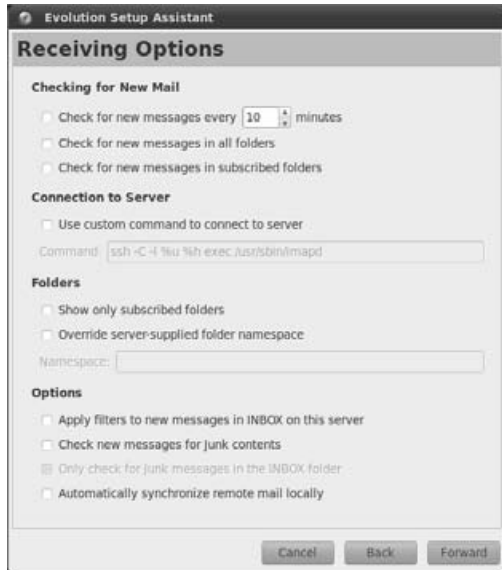 Evolution Setup Assistant
Receiving Options
Checking for New Mail
Check for new messages every 10 minutes
Check for new messages in all folders
Check for new messages in subscribed folders
Connection to Server
Use custom command to connect to server
Command: ssh -C -l %u %h exec /usr/sbin/imapd
Folders
Show only subscribed folders
Override server-supplied folder namespace
Namespace:
Options
Apply filters to new messages in INBOX on this server
Check new messages for junk contents
Only check for junk messages in the INBOX folder
Automatically synchronize remote mail locally
Cancel Back Forward